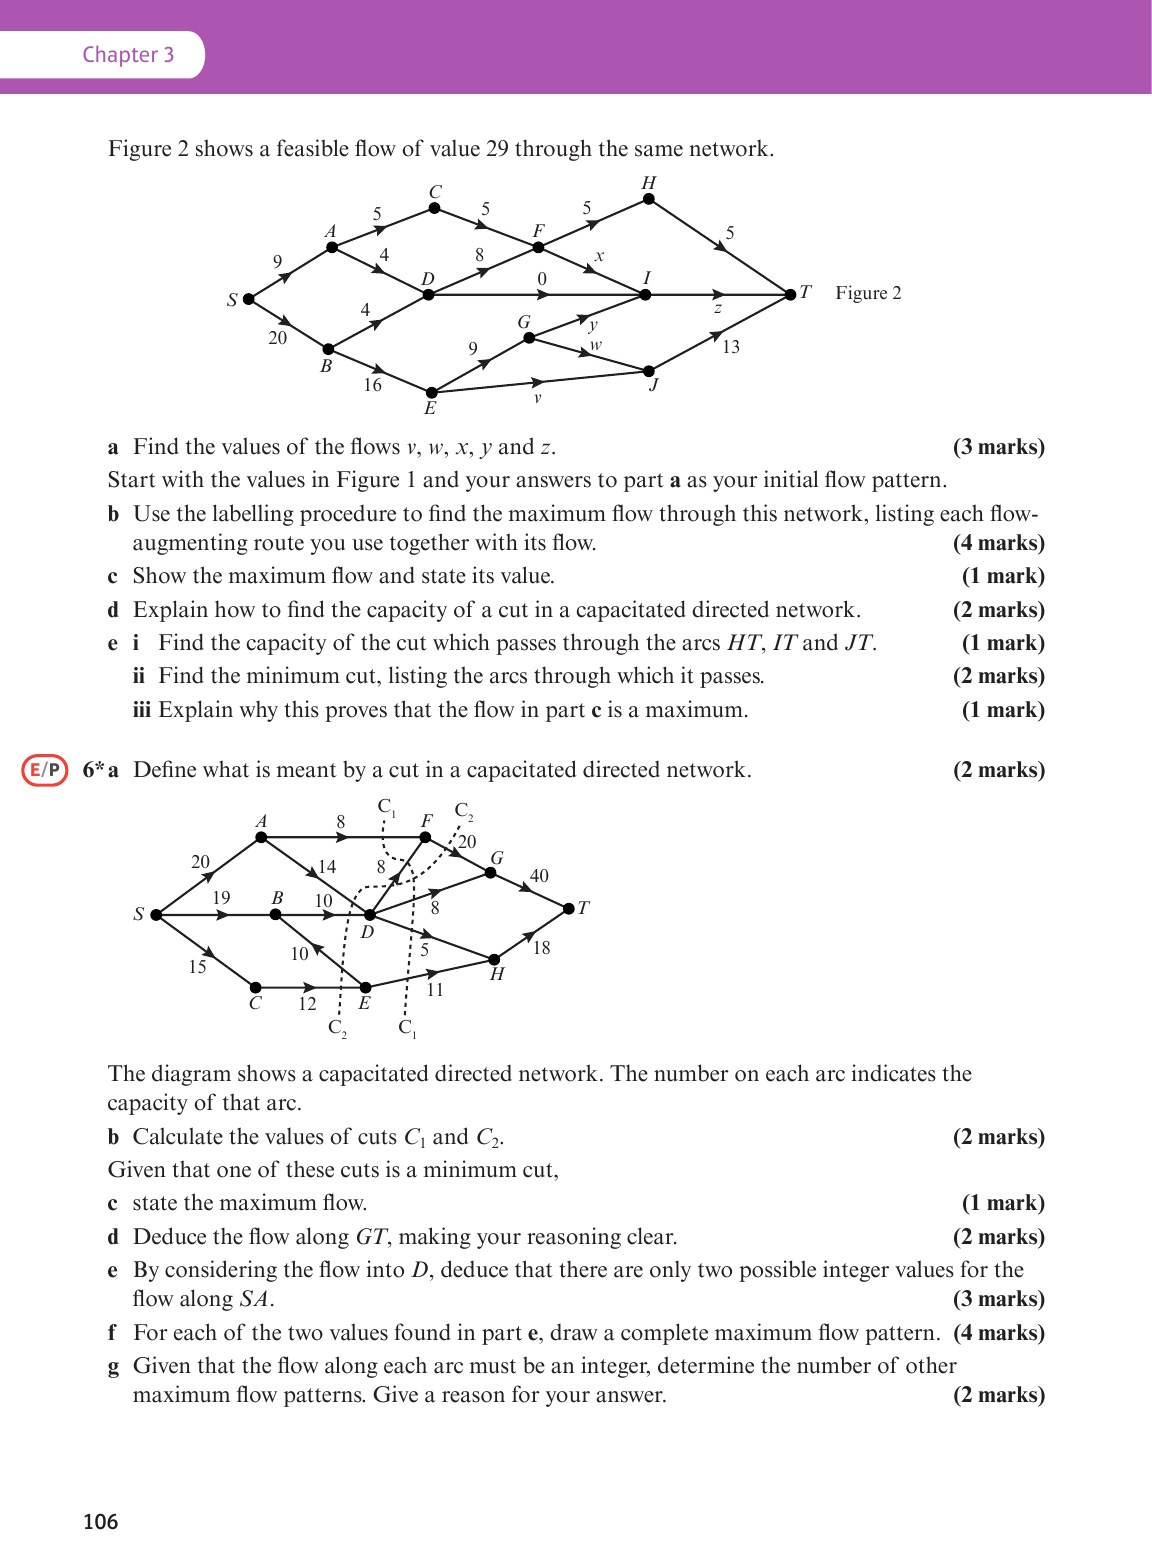 Chapter 3
Figure 2 shows a feasible flow of value 29 through the same network.
H
C
5
5
5
A
F
5
9
4
8
x
D
0
I
S
T
Figure 2
4
G
z
20
y
9
w
13
B
16
J
v
E
a Find the values of the flows v, w, x, y and z. (3 marks)
Start with the values in Figure 1 and your answers to part a as your initial flow pattern.
b Use the labelling procedure to find the maximum flow through this network, listing each flow-
augmenting route you use together with its flow. (4 marks)
c Show the maximum flow and state its value. (1 mark)
d Explain how to find the capacity of a cut in a capacitated directed network. (2 marks)
e i Find the capacity of the cut which passes through the arcs HT, IT and JT. (1 mark)
ii Find the minimum cut, listing the arcs through which it passes. (2 marks)
iii Explain why this proves that the flow in part c is a maximum. (1 mark)
E/P 6* a Define what is meant by a cut in a capacitated directed network. (2 marks)
C₁
C₂
A
8
F
20
G
20
14
8
40
19
B
10
S
8
T
D
10
5
18
15
H
11
C
12
E
C₂
C₁
The diagram shows a capacitated directed network. The number on each arc indicates the
capacity of that arc.
b Calculate the values of cuts C₁ and C₂. (2 marks)
Given that one of these cuts is a minimum cut,
c state the maximum flow. (1 mark)
d Deduce the flow along GT, making your reasoning clear. (2 marks)
e By considering the flow into D, deduce that there are only two possible integer values for the
flow along SA. (3 marks)
f For each of the two values found in part e, draw a complete maximum flow pattern. (4 marks)
g Given that the flow along each arc must be an integer, determine the number of other
maximum flow patterns. Give a reason for your answer. (2 marks)
106